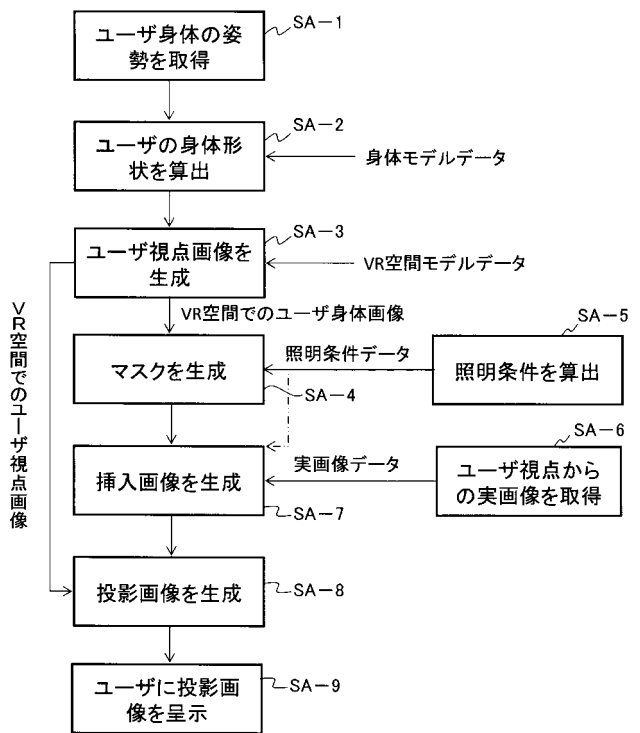 SA－1
ユーザ身体の姿
勢を取得
SA－2
ユーザの身体形
状を算出
身体モデルデータ
SA－3
ユーザ視点画像を
生成
VR空間モデルデータ
VR空間でのユーザ視点画像
VR空間でのユーザ身体画像
SA－5
照明条件データ
照明条件を算出
マスクを生成
SA－4
SA－6
実画像データ
ユーザ視点から
の実画像を取得
挿入画像を生成
SA－7
投影画像を生成
SA－8
ユーザに投影画
像を呈示
SA－9